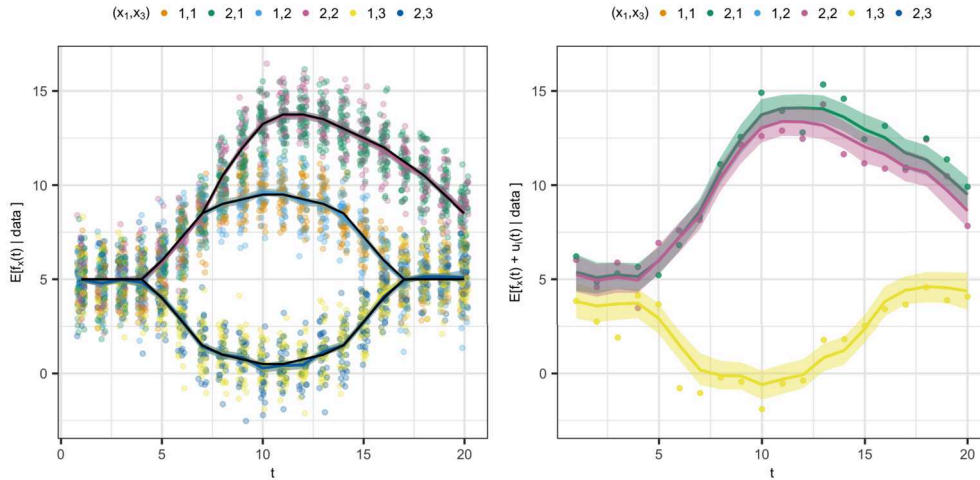 (x₁,x₃) 1,1 2,1 1,2 2,2 1,3 2,3
E[fₓ(t) | data ]
15
10
5
0
0 5 10 15 20
t
(x₁,x₃) 1,1 2,1 1,2 2,2 1,3 2,3
E[fₓ(t) + uᵢ(t) | data ]
15
10
5
0
5 10 15 20
t